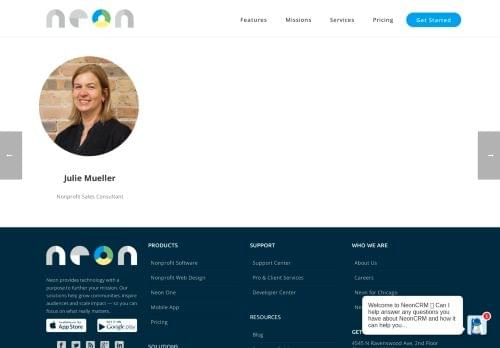 neon
Features
Missions
Services
Pricing
Get Started
←
→
Julie Mueller
Nonprofit Sales Consultant
neon
Neon provides technology with a
purpose to further your mission. Our
solutions help grow communities, inspire
audiences and scale impact — so you
can focus on what really matters.
App Store
Google play
PRODUCTS
Nonprofit Software
Nonprofit Web Design
Neon One
Mobile App
Pricing
SOLUTIONS
SUPPORT
Support Center
Pro & Client Services
Developer Center
RESOURCES
Blog
WHO WE ARE
About Us
Careers
Neon for Chicago
GET
4545 N Ravenswood Ave, 2nd Floor
Welcome to NeonCRM Can I
help answer any questions you
have about NeonCRM and how it
can help you...